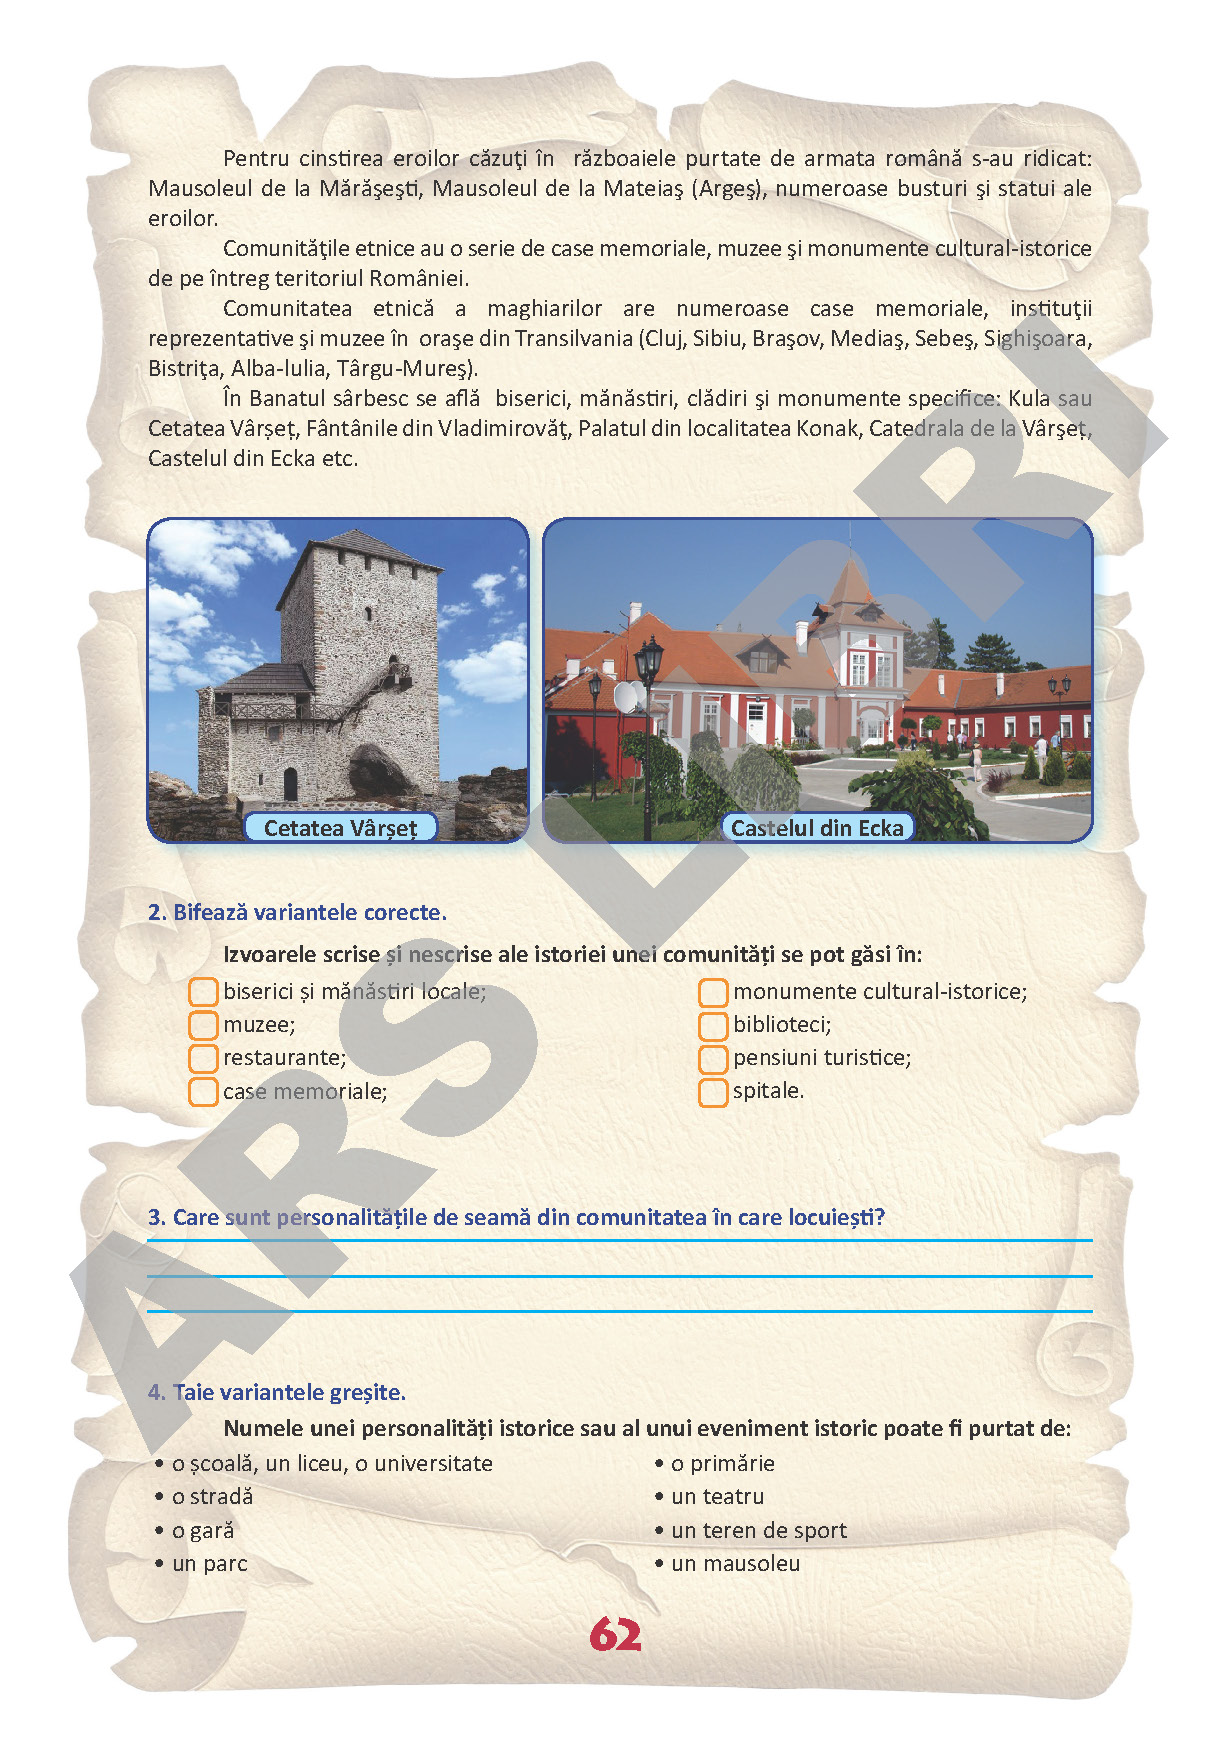 Pentru cinstirea eroilor căzuţi în războaiele purtate de armata română s-au ridicat:
Mausoleul de la Mărăşeşti, Mausoleul de la Mateiaş (Argeş), numeroase busturi şi statui ale
eroilor.
Comunităţile etnice au o serie de case memoriale, muzee şi monumente cultural-istorice
de pe întreg teritoriul României.
Comunitatea etnică a maghiarilor are numeroase case memoriale, instituţii
reprezentative şi muzee în oraşe din Transilvania (Cluj, Sibiu, Braşov, Mediaş, Sebeş, Sighişoara,
Bistriţa, Alba-lulia, Târgu-Mureş).
În Banatul sârbesc se află biserici, mănăstiri, clădiri şi monumente specifice: Kula sau
Cetatea Vârșeț, Fântânile din Vladimirovăţ, Palatul din localitatea Konak, Catedrala de la Vârşeț,
Castelul din Ecka etc.
Cetatea Vârșeț
Castelul din Ecka
2. Bifează variantele corecte.
Izvoarele scrise și nescrise ale istoriei unei comunități se pot găsi în:
biserici și mănăstiri locale;
muzee;
restaurante;
case memoriale;
monumente cultural-istorice;
biblioteci;
pensiuni turistice;
spitale.
3. Care sunt personalitățile de seamă din comunitatea în care locuiești?
4. Taie variantele greșite.
Numele unei personalități istorice sau al unui eveniment istoric poate fi purtat de:
• o școală, un liceu, o universitate
• o stradă
• o gară
• un parc
• o primărie
• un teatru
• un teren de sport
• un mausoleu
62
ARS LIBRI